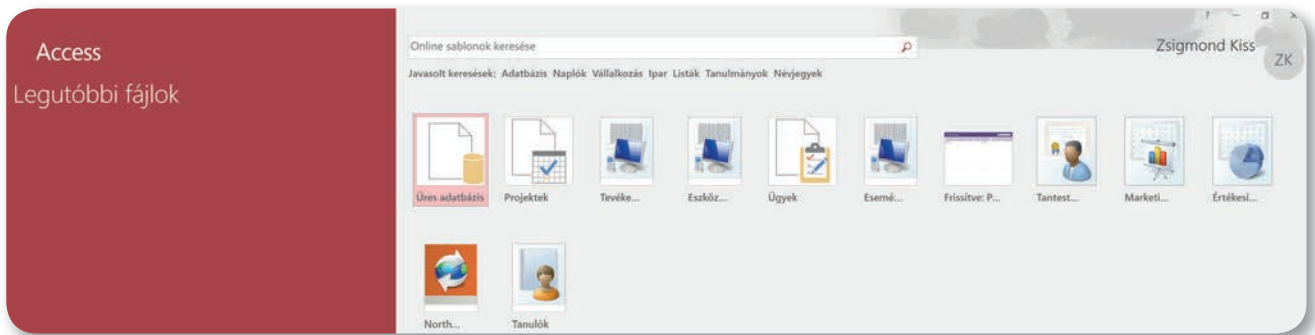 Access
Legutóbbi fájlok
? — X
Online sablonok keresése
Zsigmond Kiss
ZK
Javasolt keresések: Adatbázis Naplók Vállalkozás Ipar Listák Tanulmányok Névjegyek
Üres adatbázis Projektek Tevéke... Eszköz... Ügyek Esemé... Frissítve: P... Tantest... Marketi... Értékesí...
North... Tanulók